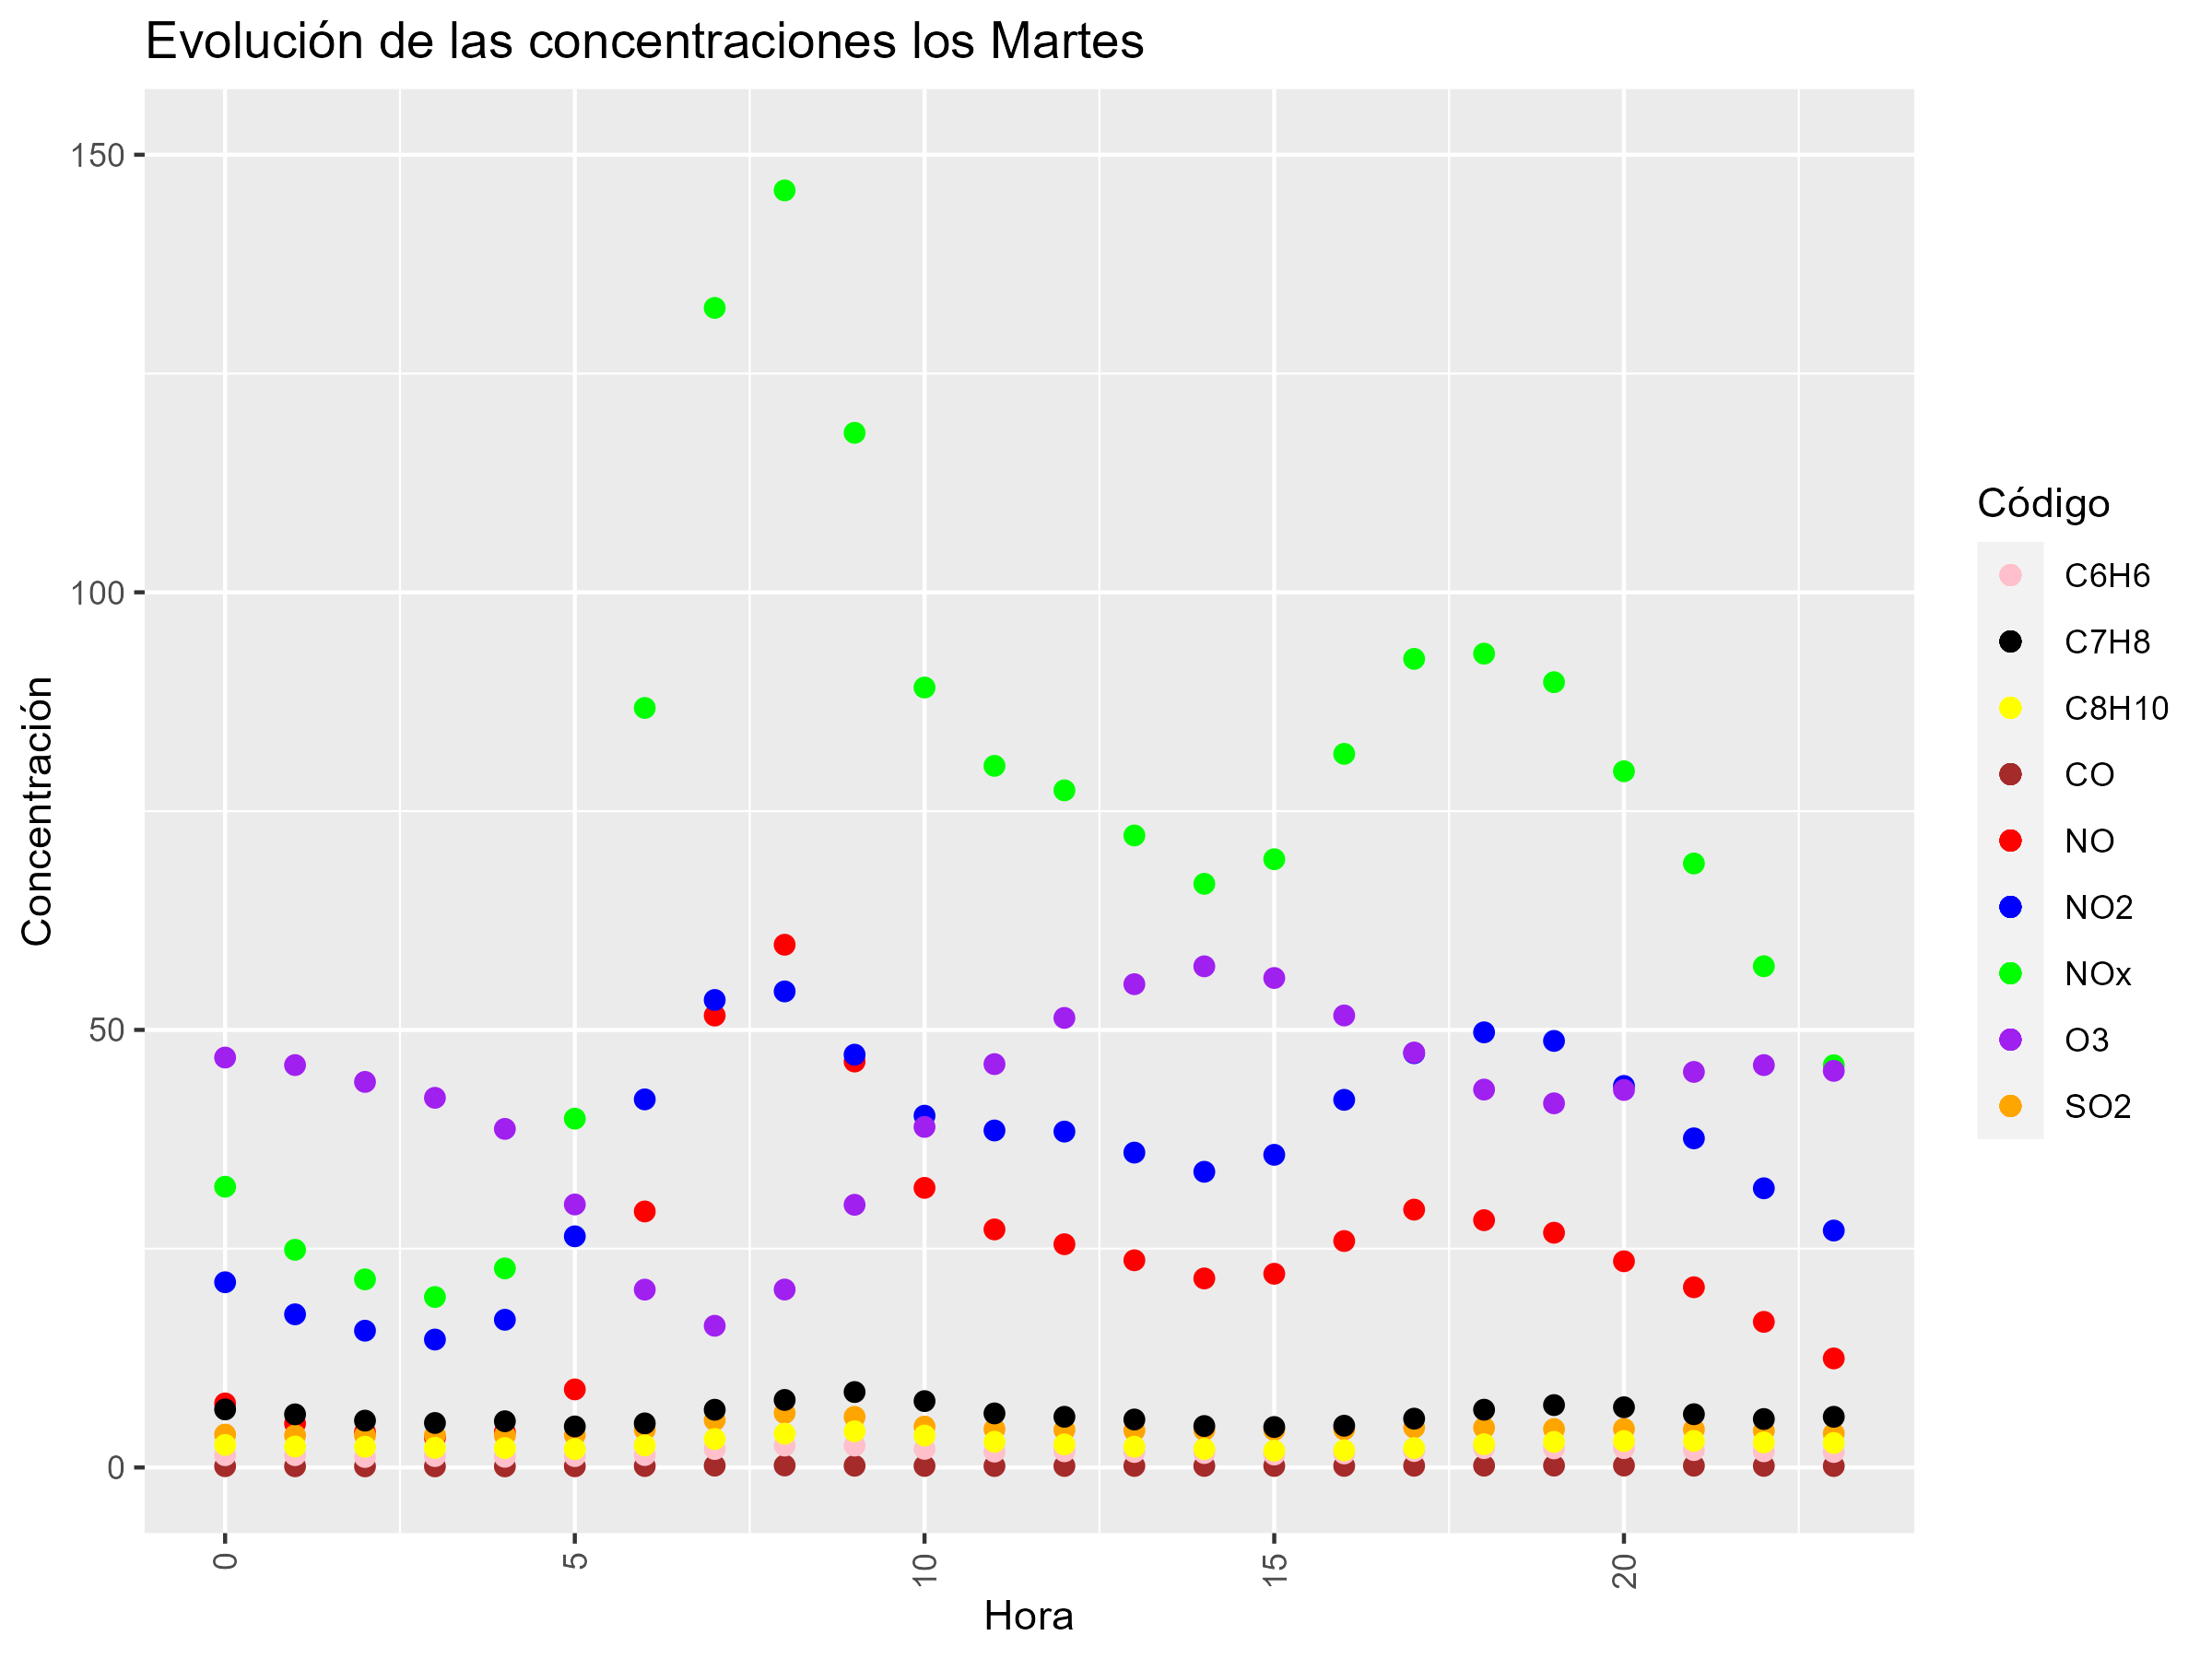 Evolución de las concentraciones los Martes
150
100
50
0
Concentración
0
5
10
15
20
Hora
Código
C6H6
C7H8
C8H10
CO
NO
NO2
NOx
O3
SO2